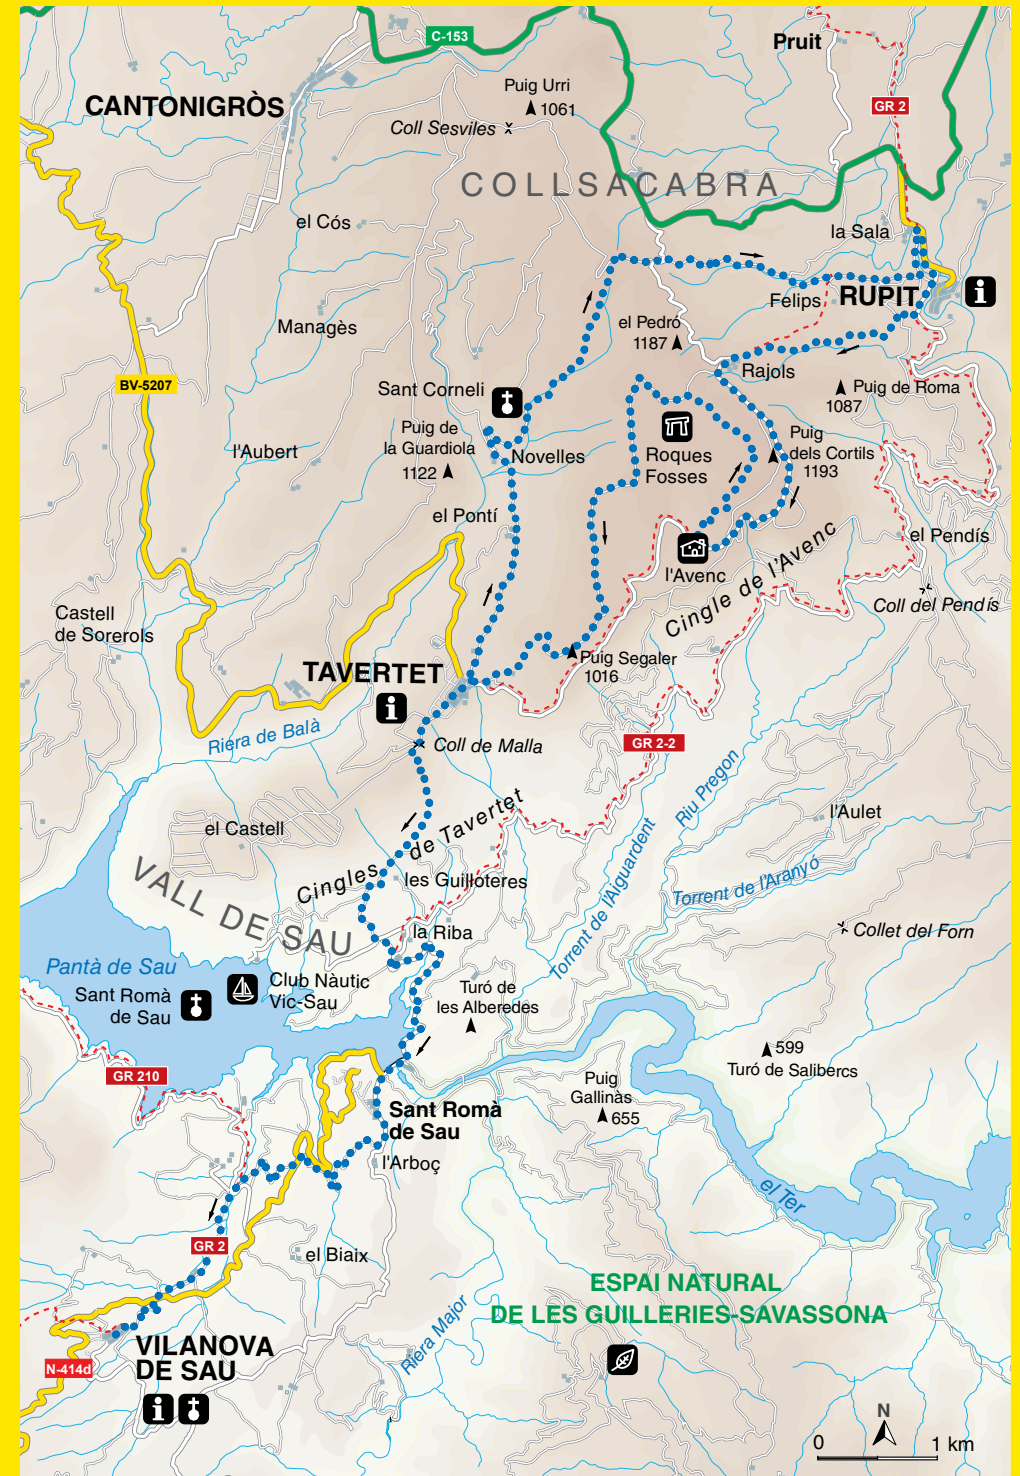 C-153
Pruit
Puig Urri
1061
CANTONIGRÒS
GR 2
Coll Sesviles
COLLSACABRA
el Cós
la Sala
RUPIT
i
Felips
Managès
el Pedró
1187
Rajols
BV-5207
Sant Corneli
Puig de Roma
1087
Puig de
la Guardiola
1122
Puig
dels Cortils
1193
l'Aubert
Novelles
Roques
Fosses
el Pontí
el Pendís
l'Avenc
Cingle de l'Avenc
Coll del Pendís
Castell
de Sorerols
TAVERTET
i
Puig Segaler
1016
Riera de Balà
Coll de Malla
GR 2-2
Riu Pregon
el Castell
Cingles de Tavertet
l'Aulet
VALL DE SAU
les Guilloteres
Torrent de l'Aiguardent
Torrent de l'Aranyó
la Riba
Collet del Forn
Pantà de Sau
Club Nàutic
Vic-Sau
Sant Romà
de Sau
Turó de
les Alberedes
599
Turó de Salibercs
GR 210
Puig
Gallinàs
655
Sant Romà
de Sau
l'Arboç
el Ter
GR 2
el Biaix
ESPAI NATURAL
DE LES GUILLERIES-SAVASSONA
Riera Major
VILANOVA
DE SAU
N-414d
i
N
0
1 km